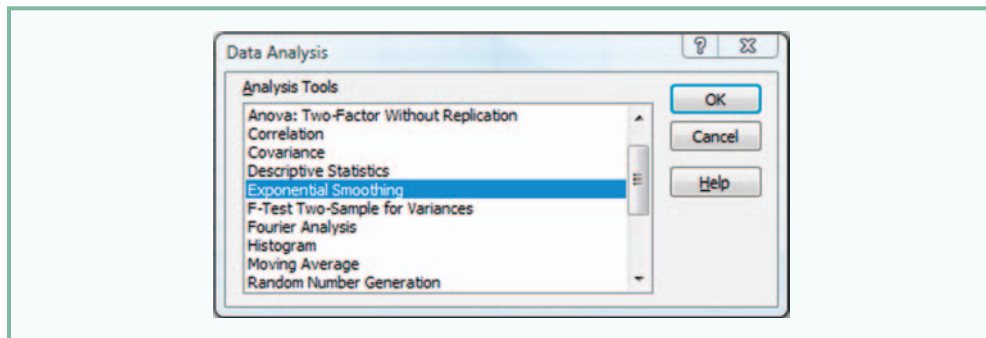 Data Analysis
Analysis Tools
Anova: Two-Factor Without Replication
Correlation
Covariance
Descriptive Statistics
Exponential Smoothing
F-Test Two-Sample for Variances
Fourier Analysis
Histogram
Moving Average
Random Number Generation
OK
Cancel
Help